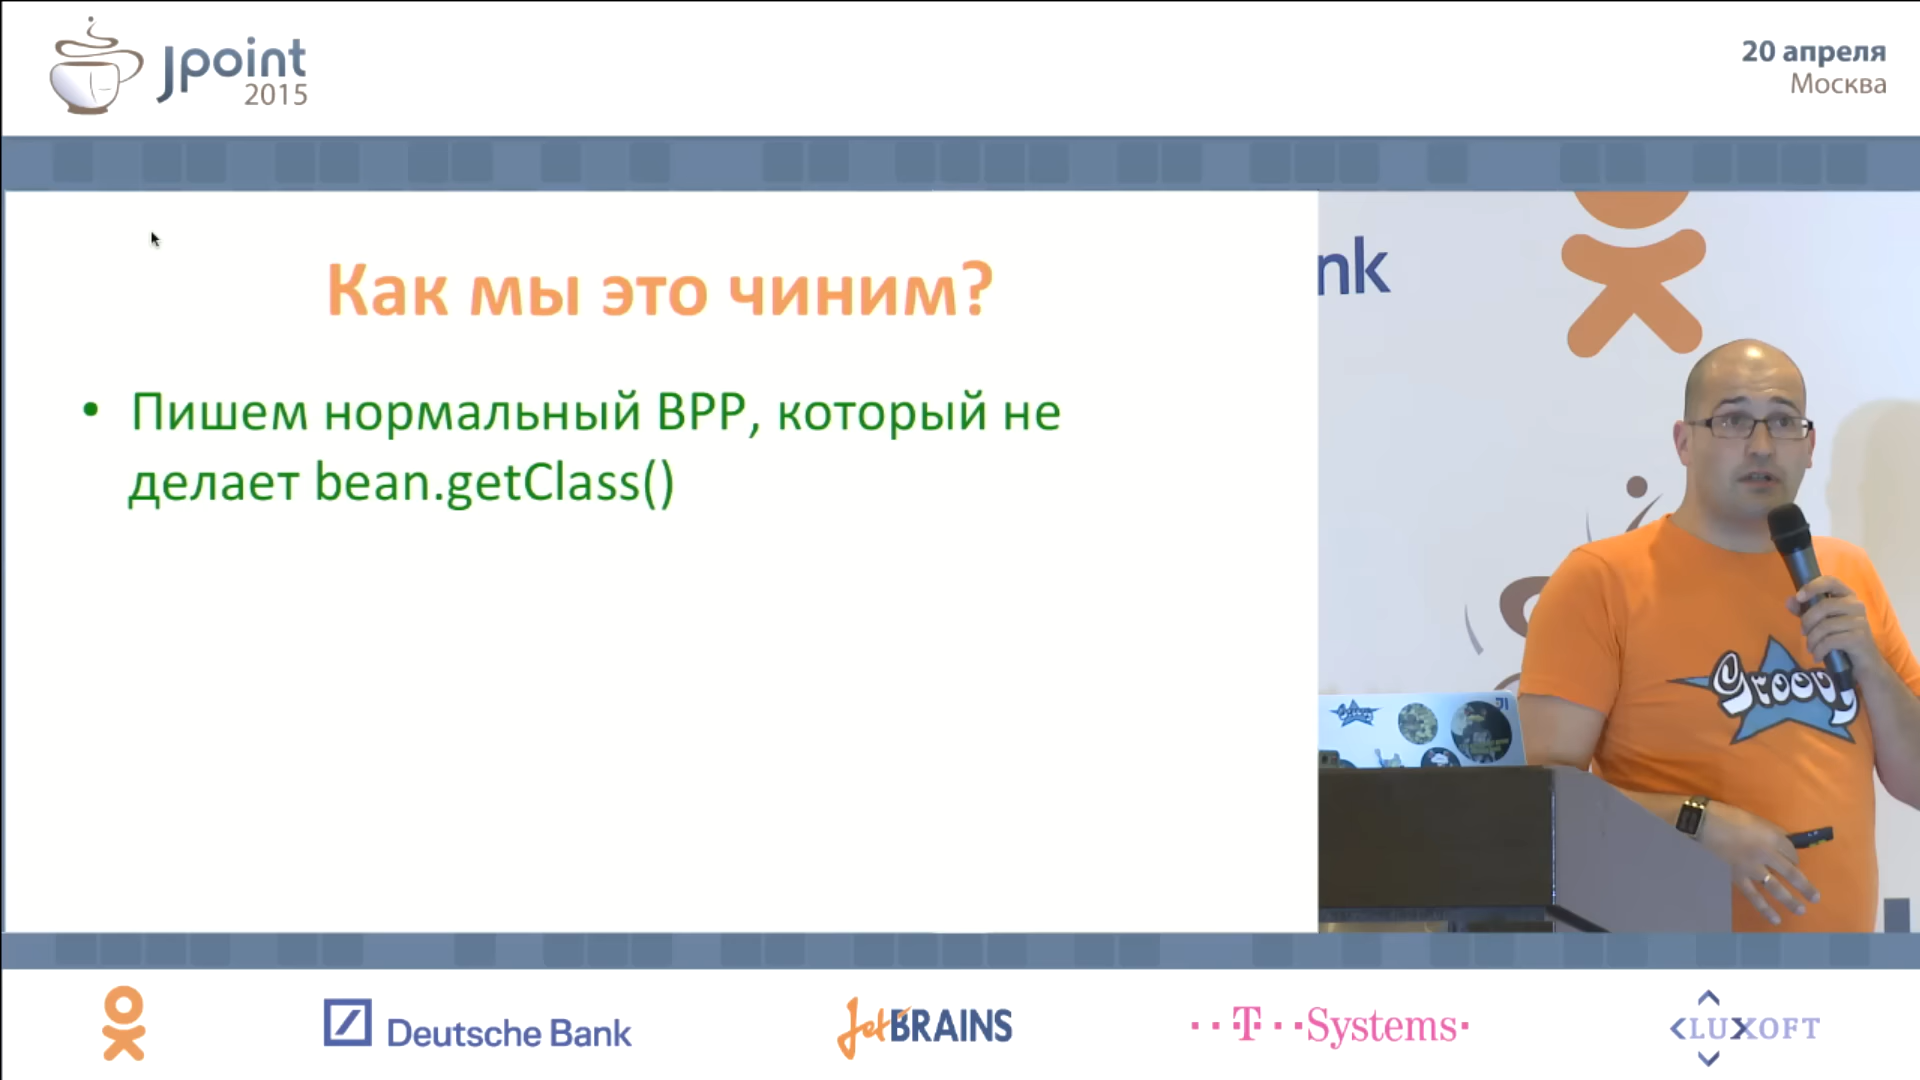 Jpoint
2015
20 апреля
Москва
Как мы это чиним?
• Пишем нормальный BPP, который не
делает bean.getClass()
nk
Groovy
Groovy
Deutsche Bank
JetBRAINS
··T··Systems·
LUXOFT